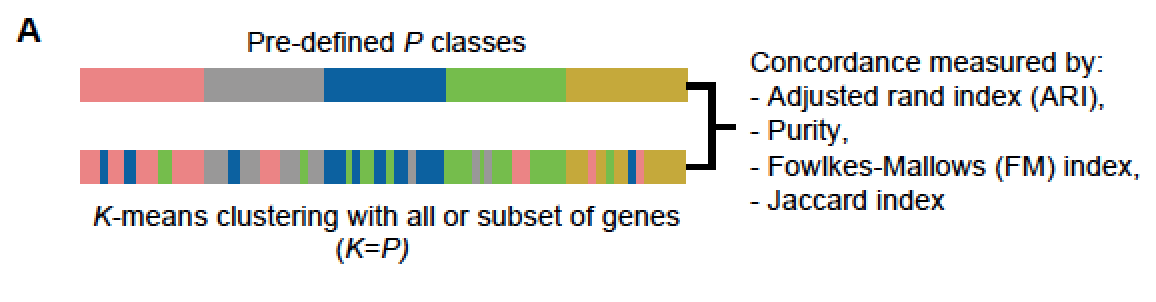 A
Pre-defined P classes
Concordance measured by:
- Adjusted rand index (ARI),
- Purity,
- Fowlkes-Mallows (FM) index,
- Jaccard index
K-means clustering with all or subset of genes
(K=P)